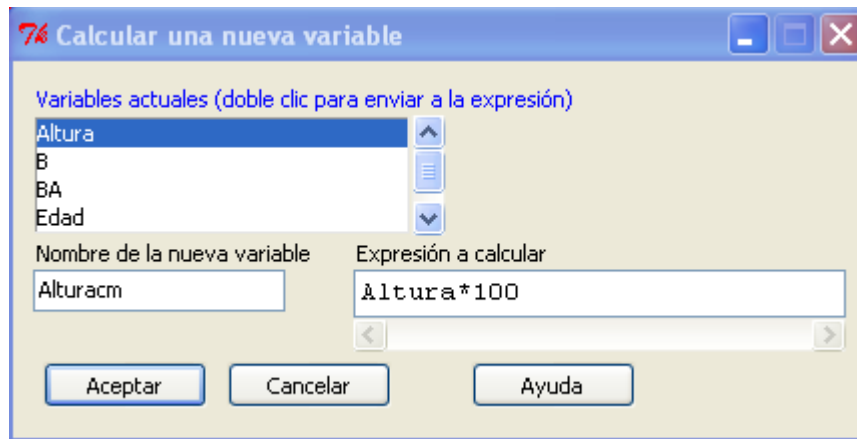 Calcular una nueva variable
Variables actuales (doble clic para enviar a la expresión)
Altura
B
BA
Edad
Nombre de la nueva variable Expresión a calcular
Alturacm Altura*100
Aceptar Cancelar Ayuda